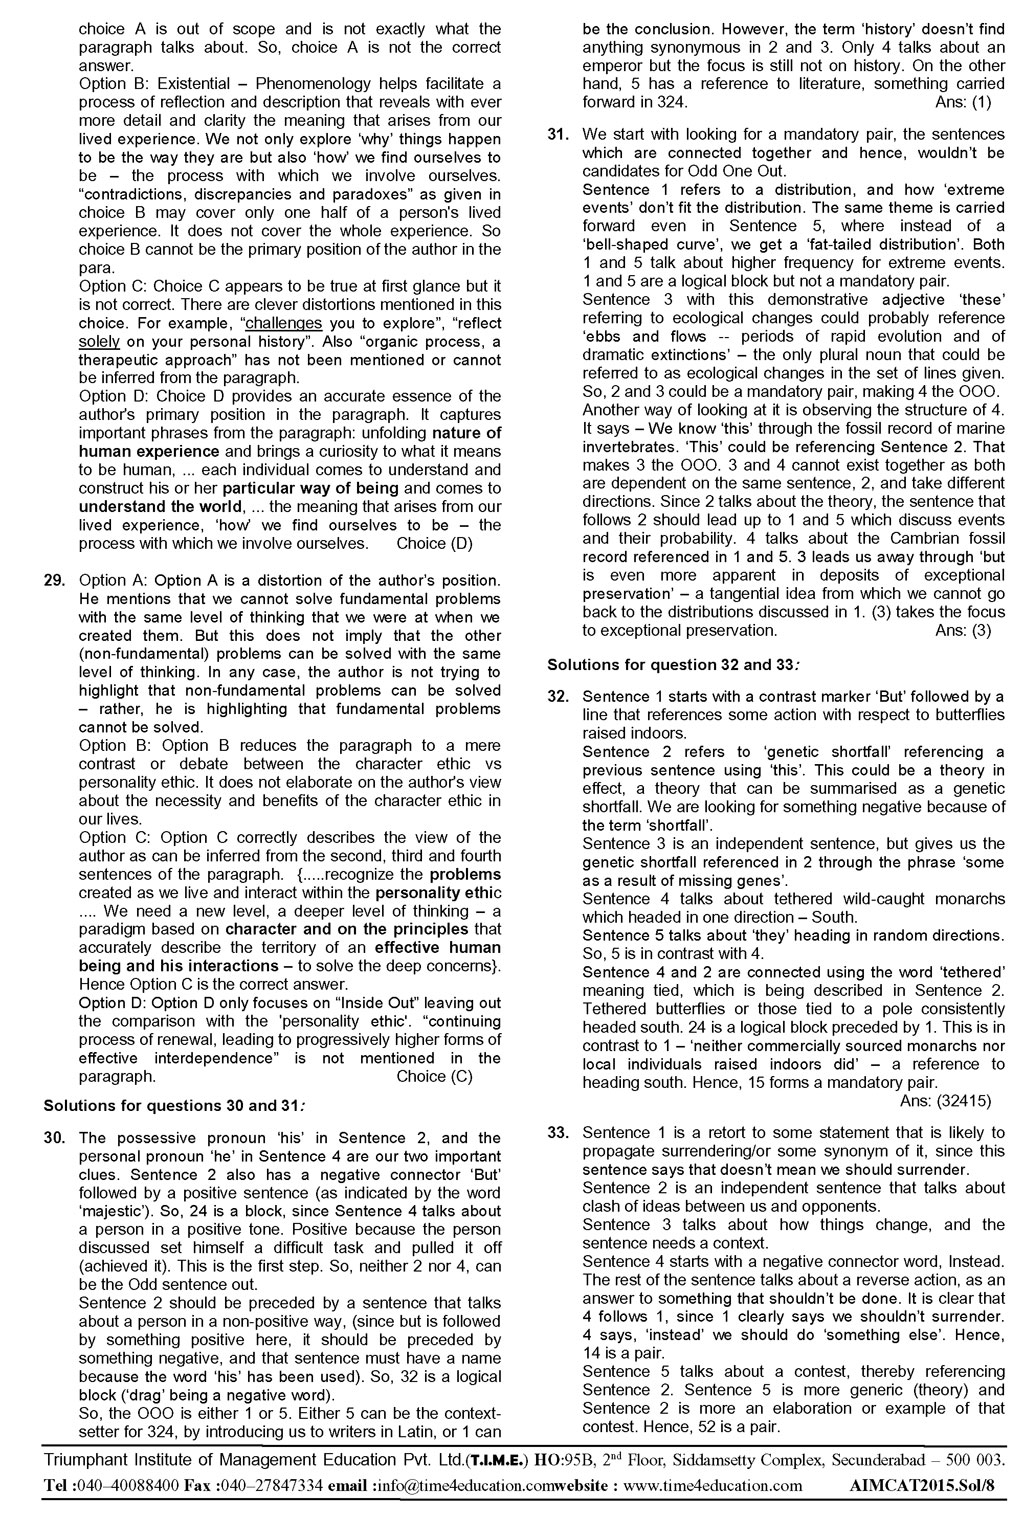 choice A is out of scope and is not exactly what the
paragraph talks about. So, choice A is not the correct
answer.
Option B: Existential – Phenomenology helps facilitate a
process of reflection and description that reveals with ever
more detail and clarity the meaning that arises from our
lived experience. We not only explore ‘why’ things happen
to be the way they are but also ‘how’ we find ourselves to
be – the process with which we involve ourselves.
“contradictions, discrepancies and paradoxes” as given in
choice B may cover only one half of a person's lived
experience. It does not cover the whole experience. So
choice B cannot be the primary position of the author in the
para.
Option C: Choice C appears to be true at first glance but it
is not correct. There are clever distortions mentioned in this
choice. For example, “challenges you to explore”, “reflect
solely on your personal history”. Also “organic process, a
therapeutic approach” has not been mentioned or cannot
be inferred from the paragraph.
Option D: Choice D provides an accurate essence of the
author's primary position in the paragraph. It captures
important phrases from the paragraph: unfolding nature of
human experience and brings a curiosity to what it means
to be human, ... each individual comes to understand and
construct his or her particular way of being and comes to
understand the world, ... the meaning that arises from our
lived experience, ‘how’ we find ourselves to be – the
process with which we involve ourselves. Choice (D)
29. Option A: Option A is a distortion of the author’s position.
He mentions that we cannot solve fundamental problems
with the same level of thinking that we were at when we
created them. But this does not imply that the other
(non-fundamental) problems can be solved with the same
level of thinking. In any case, the author is not trying to
highlight that non-fundamental problems can be solved
– rather, he is highlighting that fundamental problems
cannot be solved.
Option B: Option B reduces the paragraph to a mere
contrast or debate between the character ethic vs
personality ethic. It does not elaborate on the author's view
about the necessity and benefits of the character ethic in
our lives.
Option C: Option C correctly describes the view of the
author as can be inferred from the second, third and fourth
sentences of the paragraph. {.....recognize the problems
created as we live and interact within the personality ethic
.... We need a new level, a deeper level of thinking – a
paradigm based on character and on the principles that
accurately describe the territory of an effective human
being and his interactions – to solve the deep concerns}.
Hence Option C is the correct answer.
Option D: Option D only focuses on “Inside Out” leaving out
the comparison with the 'personality ethic'. “continuing
process of renewal, leading to progressively higher forms of
effective interdependence” is not mentioned in the
paragraph. Choice (C)
Solutions for questions 30 and 31:
30. The possessive pronoun ‘his’ in Sentence 2, and the
personal pronoun ‘he’ in Sentence 4 are our two important
clues. Sentence 2 also has a negative connector ‘But’
followed by a positive sentence (as indicated by the word
‘majestic’). So, 24 is a block, since Sentence 4 talks about
a person in a positive tone. Positive because the person
discussed set himself a difficult task and pulled it off
(achieved it). This is the first step. So, neither 2 nor 4, can
be the Odd sentence out.
Sentence 2 should be preceded by a sentence that talks
about a person in a non-positive way, (since but is followed
by something positive here, it should be preceded by
something negative, and that sentence must have a name
because the word ‘his’ has been used). So, 32 is a logical
block (‘drag’ being a negative word).
So, the OOO is either 1 or 5. Either 5 can be the context-
setter for 324, by introducing us to writers in Latin, or 1 can
be the conclusion. However, the term ‘history’ doesn’t find
anything synonymous in 2 and 3. Only 4 talks about an
emperor but the focus is still not on history. On the other
hand, 5 has a reference to literature, something carried
forward in 324. Ans: (1)
31. We start with looking for a mandatory pair, the sentences
which are connected together and hence, wouldn’t be
candidates for Odd One Out.
Sentence 1 refers to a distribution, and how ‘extreme
events’ don’t fit the distribution. The same theme is carried
forward even in Sentence 5, where instead of a
‘bell-shaped curve’, we get a ‘fat-tailed distribution’. Both
1 and 5 talk about higher frequency for extreme events.
1 and 5 are a logical block but not a mandatory pair.
Sentence 3 with this demonstrative adjective ‘these’
referring to ecological changes could probably reference
‘ebbs and flows -- periods of rapid evolution and of
dramatic extinctions’ – the only plural noun that could be
referred to as ecological changes in the set of lines given.
So, 2 and 3 could be a mandatory pair, making 4 the OOO.
Another way of looking at it is observing the structure of 4.
It says – We know ‘this’ through the fossil record of marine
invertebrates. ‘This’ could be referencing Sentence 2. That
makes 3 the OOO. 3 and 4 cannot exist together as both
are dependent on the same sentence, 2, and take different
directions. Since 2 talks about the theory, the sentence that
follows 2 should lead up to 1 and 5 which discuss events
and their probability. 4 talks about the Cambrian fossil
record referenced in 1 and 5. 3 leads us away through ‘but
is even more apparent in deposits of exceptional
preservation’ – a tangential idea from which we cannot go
back to the distributions discussed in 1. (3) takes the focus
to exceptional preservation. Ans: (3)
Solutions for question 32 and 33:
32. Sentence 1 starts with a contrast marker ‘But’ followed by a
line that references some action with respect to butterflies
raised indoors.
Sentence 2 refers to ‘genetic shortfall’ referencing a
previous sentence using ‘this’. This could be a theory in
effect, a theory that can be summarised as a genetic
shortfall. We are looking for something negative because of
the term ‘shortfall’.
Sentence 3 is an independent sentence, but gives us the
genetic shortfall referenced in 2 through the phrase ‘some
as a result of missing genes’.
Sentence 4 talks about tethered wild-caught monarchs
which headed in one direction – South.
Sentence 5 talks about ‘they’ heading in random directions.
So, 5 is in contrast with 4.
Sentence 4 and 2 are connected using the word ‘tethered’
meaning tied, which is being described in Sentence 2.
Tethered butterflies or those tied to a pole consistently
headed south. 24 is a logical block preceded by 1. This is in
contrast to 1 – ‘neither commercially sourced monarchs nor
local individuals raised indoors did’ – a reference to
heading south. Hence, 15 forms a mandatory pair.
Ans: (32415)
33. Sentence 1 is a retort to some statement that is likely to
propagate surrendering/or some synonym of it, since this
sentence says that doesn’t mean we should surrender.
Sentence 2 is an independent sentence that talks about
clash of ideas between us and opponents.
Sentence 3 talks about how things change, and the
sentence needs a context.
Sentence 4 starts with a negative connector word, Instead.
The rest of the sentence talks about a reverse action, as an
answer to something that shouldn’t be done. It is clear that
4 follows 1, since 1 clearly says we shouldn’t surrender.
4 says, ‘instead’ we should do ‘something else’. Hence,
14 is a pair.
Sentence 5 talks about a contest, thereby referencing
Sentence 2. Sentence 5 is more generic (theory) and
Sentence 2 is more an elaboration or example of that
contest. Hence, 52 is a pair.
Triumphant Institute of Management Education Pvt. Ltd.(T.I.M.E.) HO:95B, 2nd Floor, Siddamsetty Complex, Secunderabad – 500 003.
Tel :040–40088400 Fax :040–27847334 email :info@time4education.comwebsite : www.time4education.com AIMCAT2015.Sol/8